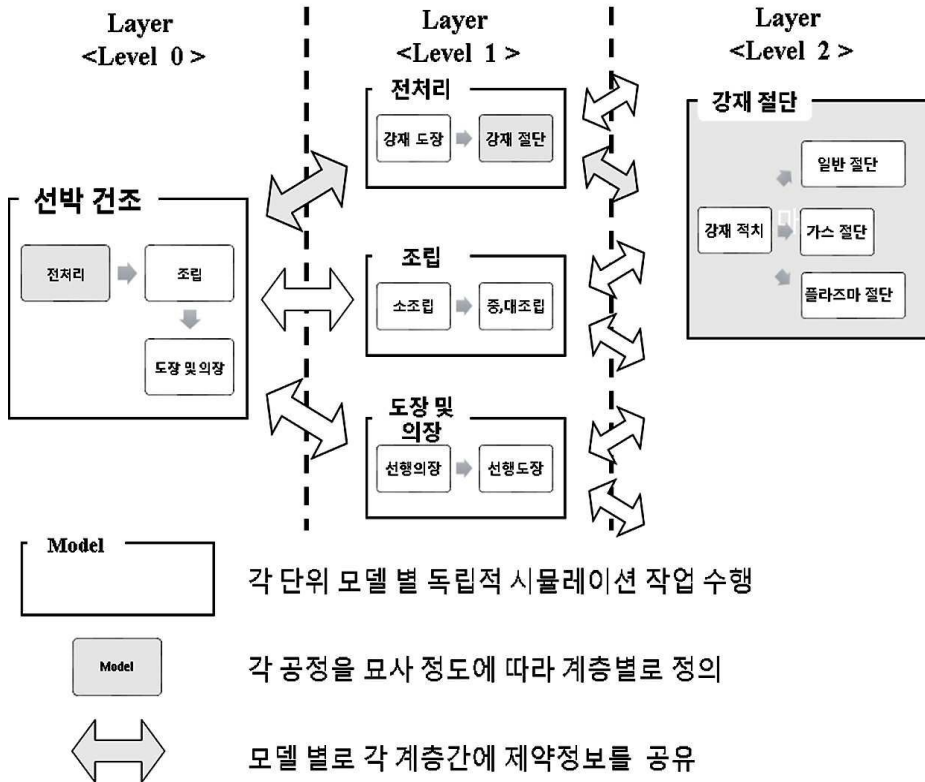 Layer
<Level 0 >
Layer
<Level 1 >
Layer
<Level 2 >
선박 건조
전처리
조립
도장 및 의장
전처리
강재 도장
강재 절단
조립
소조립
중,대조립
도장 및
의장
선행의장
선행도장
강재 절단
강재 적치
마
일반 절단
가스 절단
플라즈마 절단
Model
각 단위 모델 별 독립적 시뮬레이션 작업 수행
Model
각 공정을 묘사 정도에 따라 계층별로 정의
모델 별로 각 계층간에 제약정보를 공유